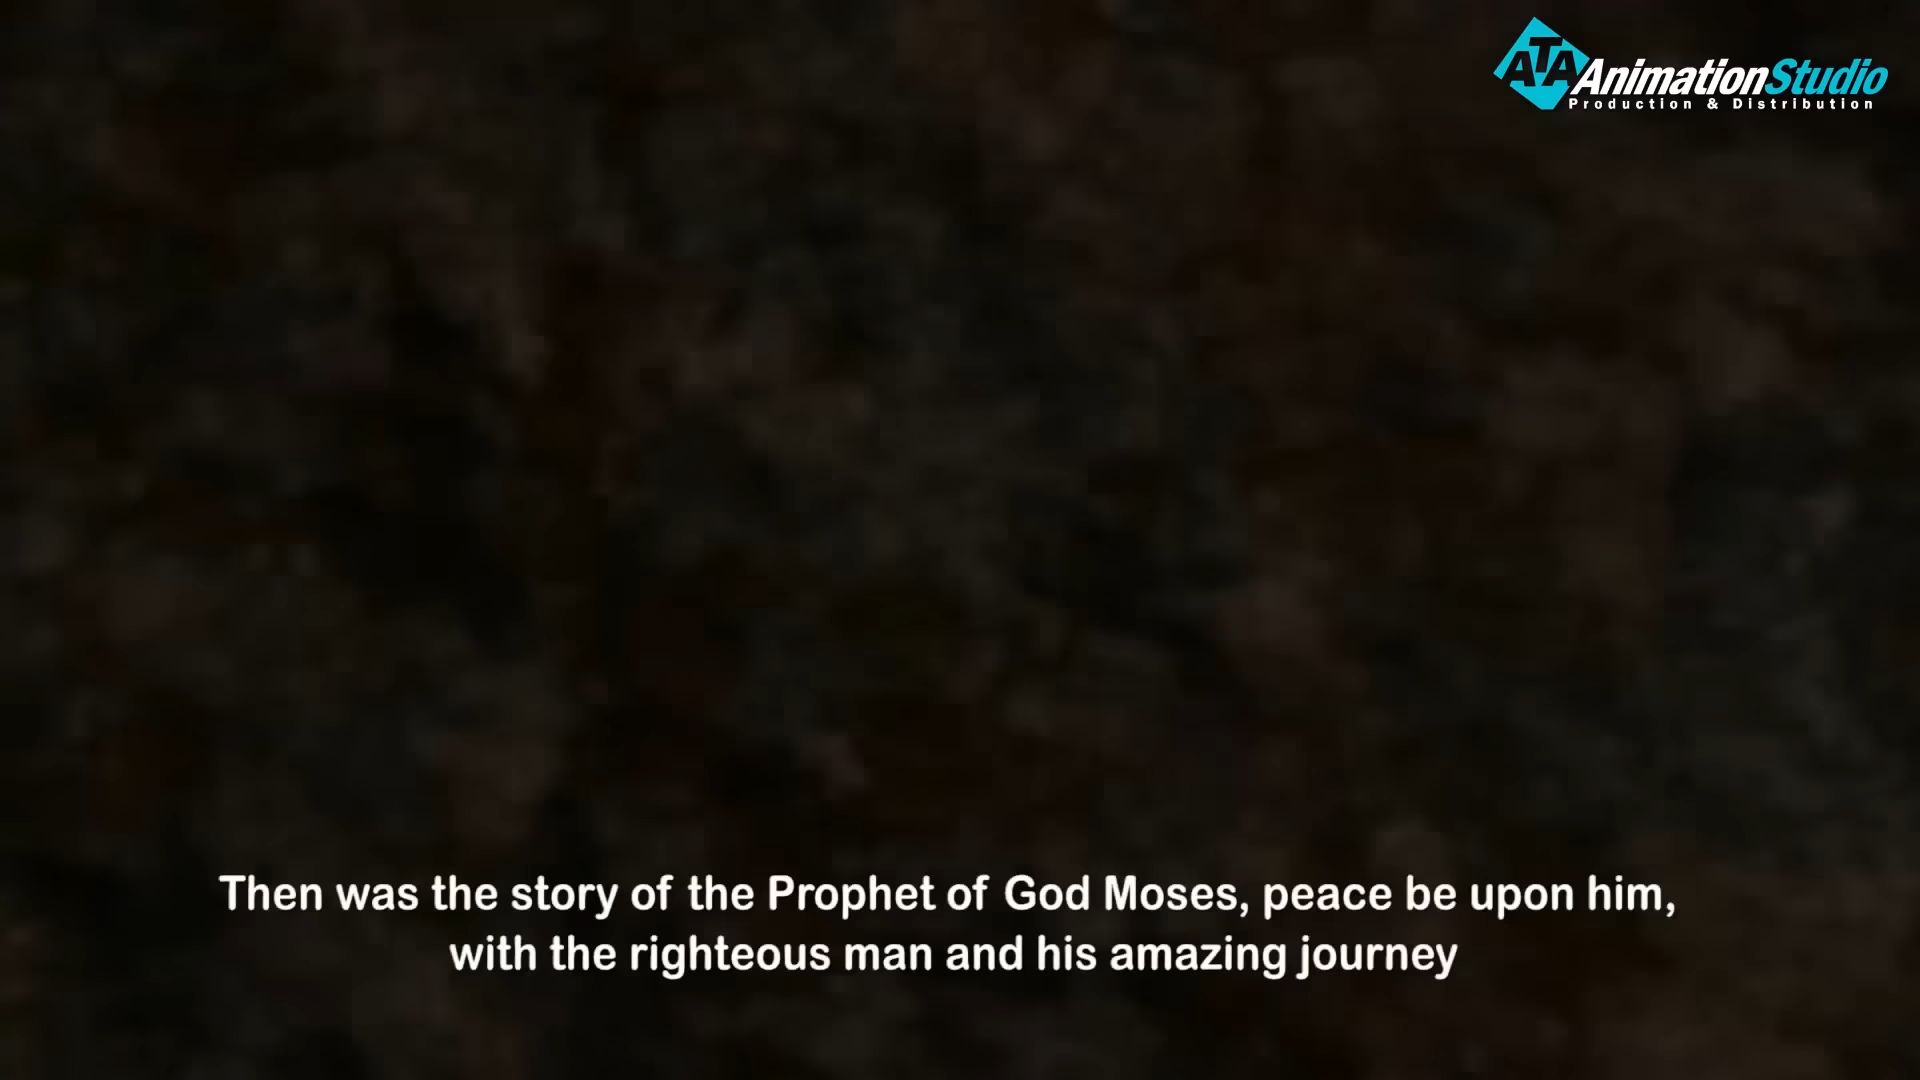 ATA AnimationStudio
Production & Distribution
Then was the story of the Prophet of God Moses, peace be upon him,
with the righteous man and his amazing journey